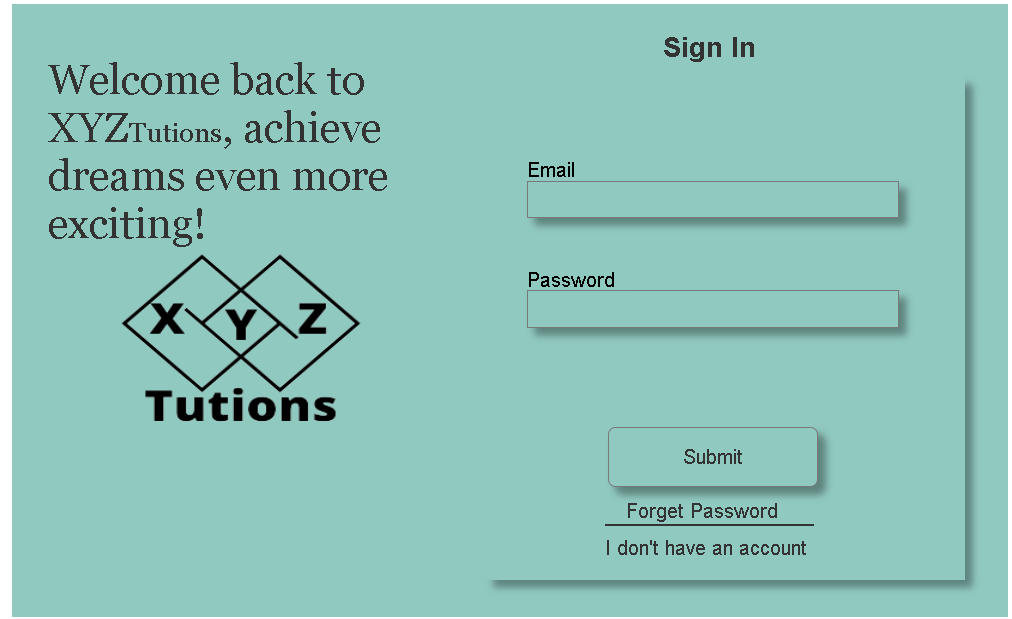 Welcome back to
XYZTutions, achieve
dreams even more
exciting!
X Y Z
Tutions
Sign In
Email
Password
Submit
Forget Password
I don't have an account